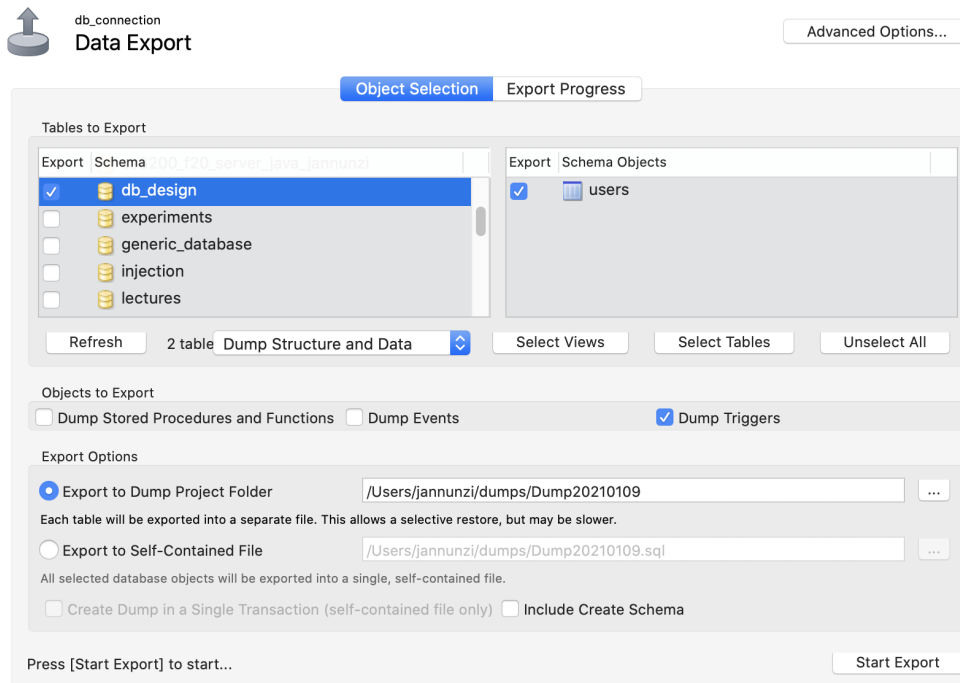 db_connection
Data Export
Advanced Options...
Object Selection
Export Progress
Tables to Export
Export
Schema
200_f20_server_java_jannunzi
Export
Schema Objects
db_design
users
experiments
generic_database
injection
lectures
Refresh
2 table
Dump Structure and Data
Select Views
Select Tables
Unselect All
Objects to Export
Dump Stored Procedures and Functions
Dump Events
Dump Triggers
Export Options
Export to Dump Project Folder
/Users/jannunzi/dumps/Dump20210109
...
Each table will be exported into a separate file. This allows a selective restore, but may be slower.
Export to Self-Contained File
/Users/jannunzi/dumps/Dump20210109.sql
...
All selected database objects will be exported into a single, self-contained file.
Create Dump in a Single Transaction (self-contained file only)
Include Create Schema
Press [Start Export] to start...
Start Export